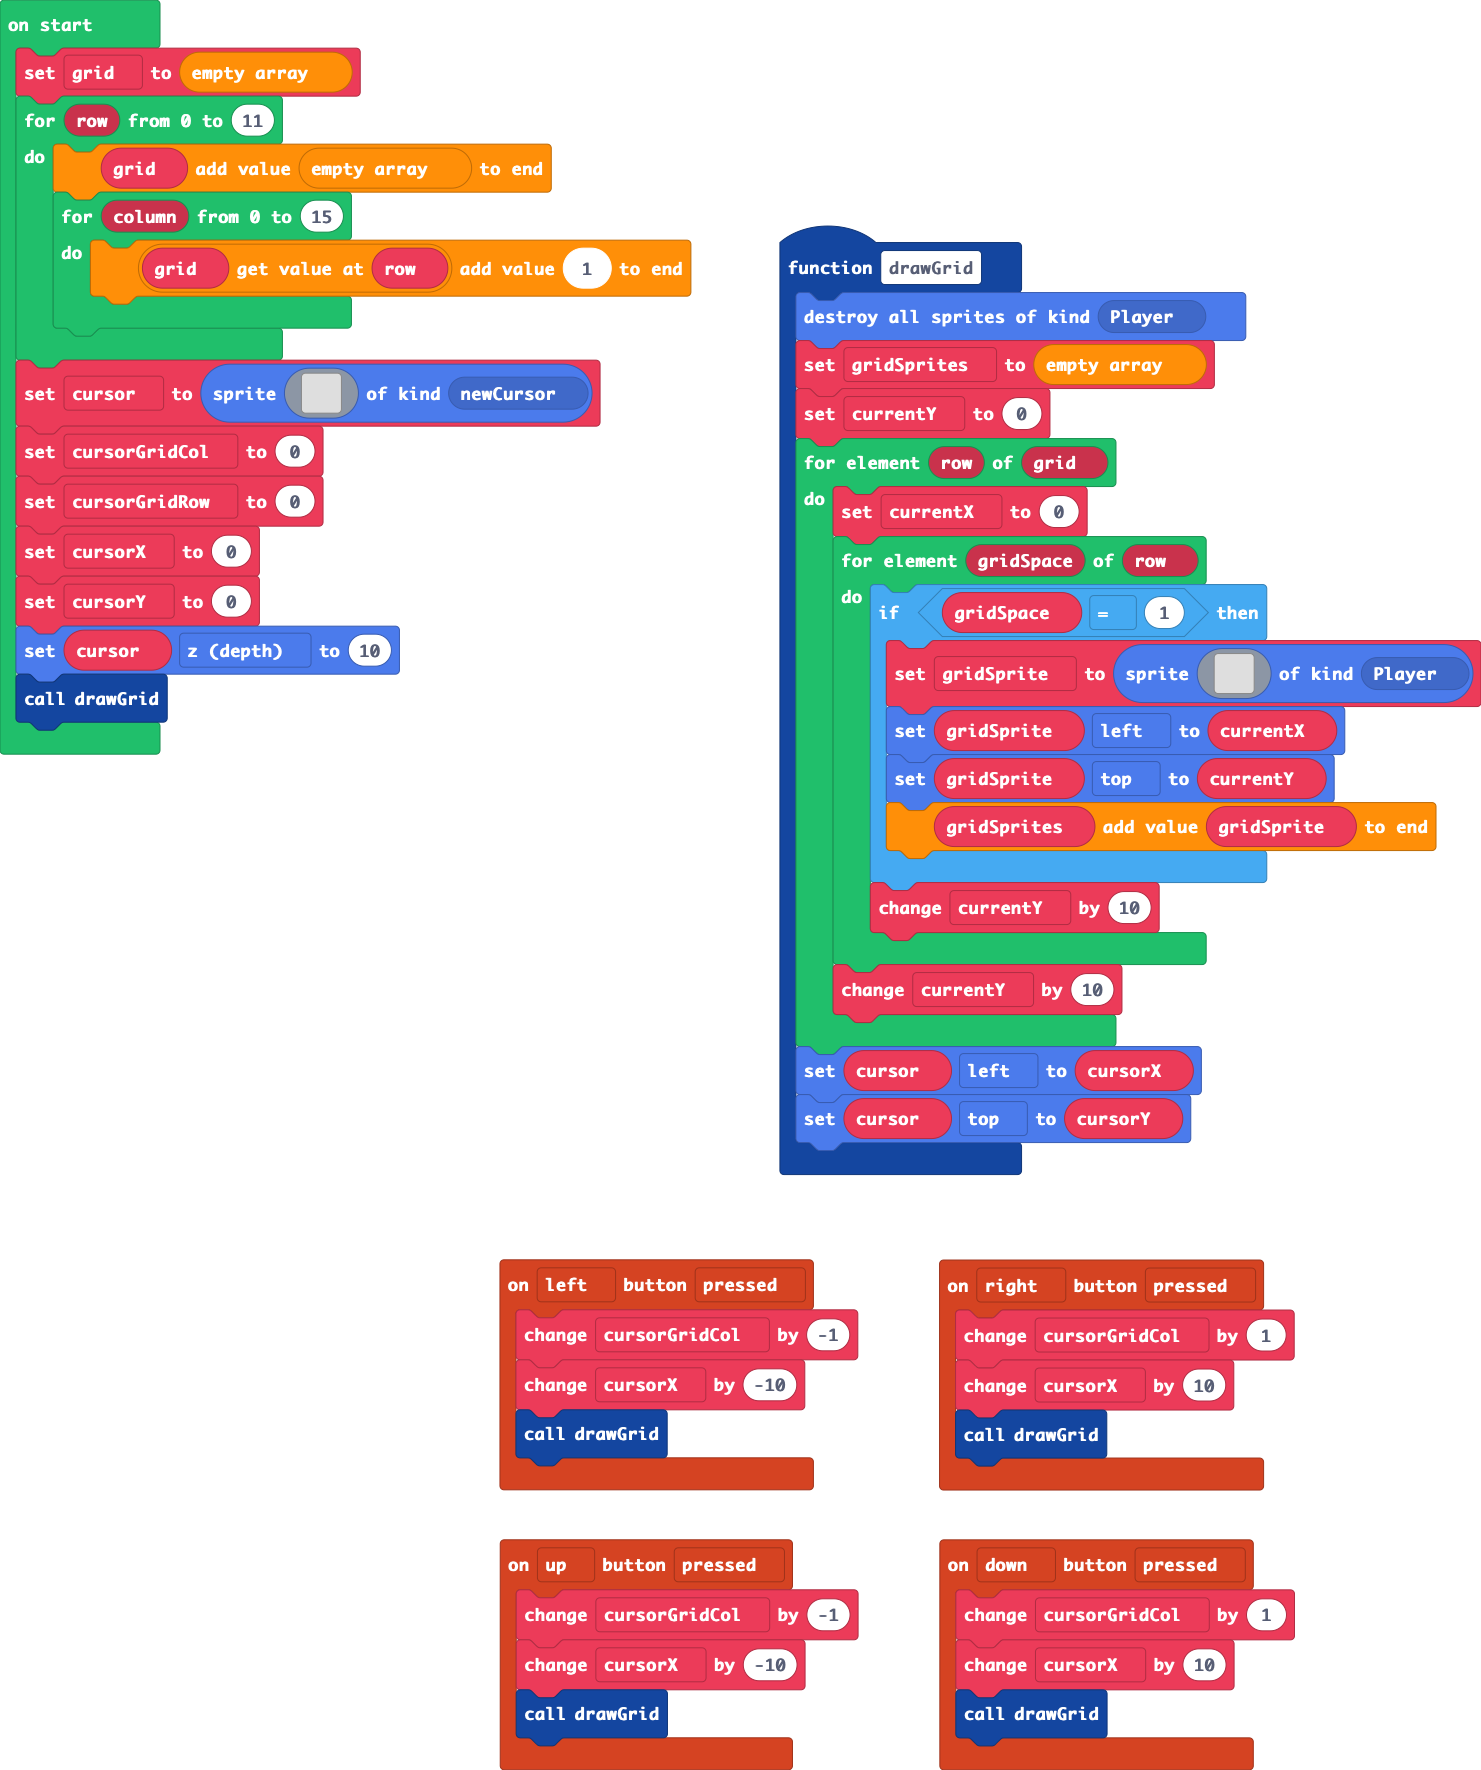 on start
set grid to empty array
for row from 0 to 11
do grid add value empty array to end
for column from 0 to 15
do grid get value at row add value 1 to end
set cursor to sprite of kind newCursor
set cursorGridCol to 0
set cursorGridRow to 0
set cursorX to 0
set cursorY to 0
set cursor z (depth) to 10
call drawGrid
function drawGrid
destroy all sprites of kind Player
set gridSprites to empty array
set currentY to 0
for element row of grid
do set currentX to 0
for element gridSpace of row
do if gridSpace = 1 then
set gridSprite to sprite of kind Player
set gridSprite left to currentX
set gridSprite top to currentY
gridSprites add value gridSprite to end
change currentY by 10
change currentY by 10
set cursor left to cursorX
set cursor top to cursorY
on left button pressed
change cursorGridCol by -1
change cursorX by -10
call drawGrid
on right button pressed
change cursorGridCol by 1
change cursorX by 10
call drawGrid
on up button pressed
change cursorGridCol by -1
change cursorX by -10
call drawGrid
on down button pressed
change cursorGridCol by 1
change cursorX by 10
call drawGrid